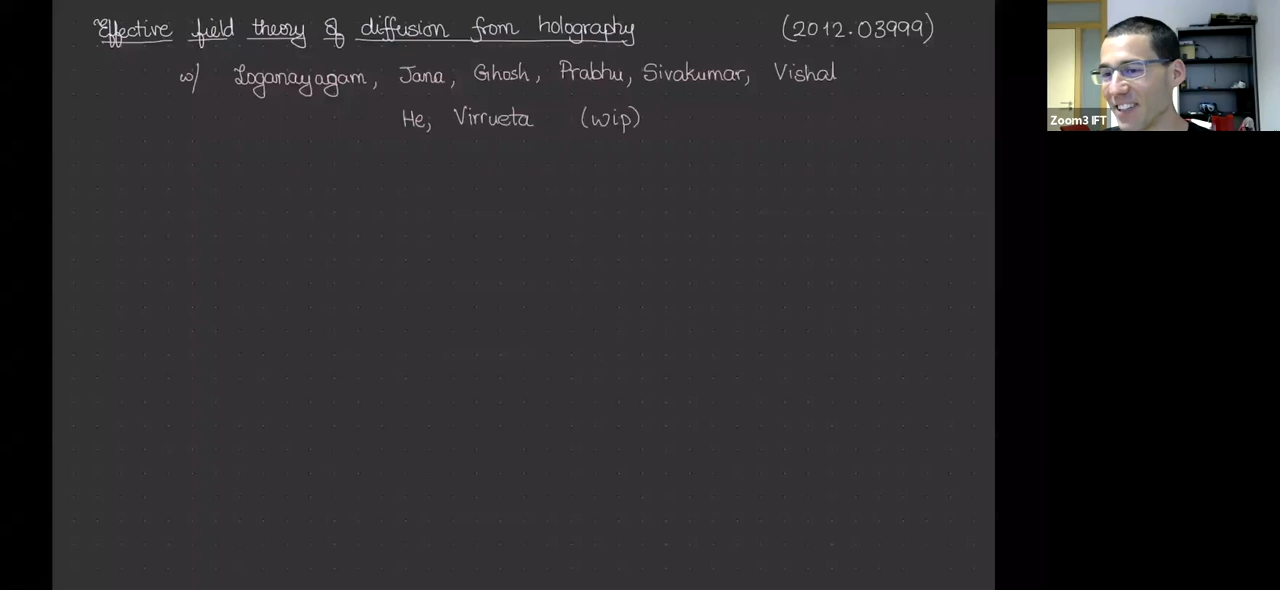 Effective field theory of diffusion from holography (2012.03999)
w/ Loganayagam, Jana, Ghosh, Prabhu, Sivakumar, Vishal
He, Virrueta (wip)
Zoom3 IFT